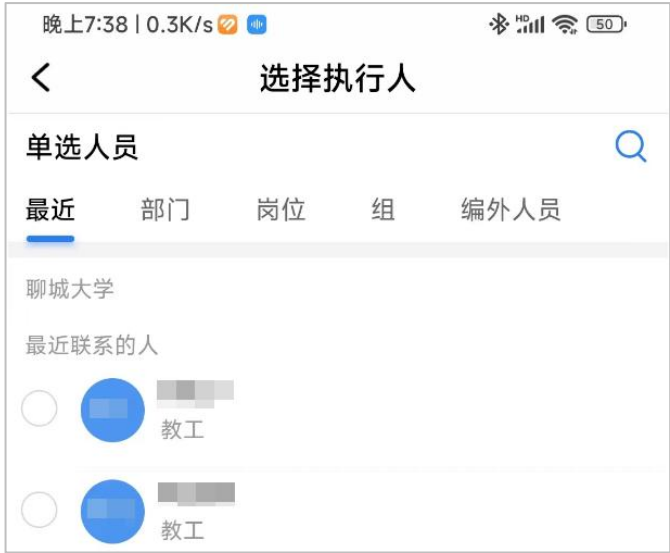 晚上7:38 | 0.3K/s HD 50
选择执行人
单选人员
最近 部门 岗位 组 编外人员
聊城大学
最近联系的人
教工
教工